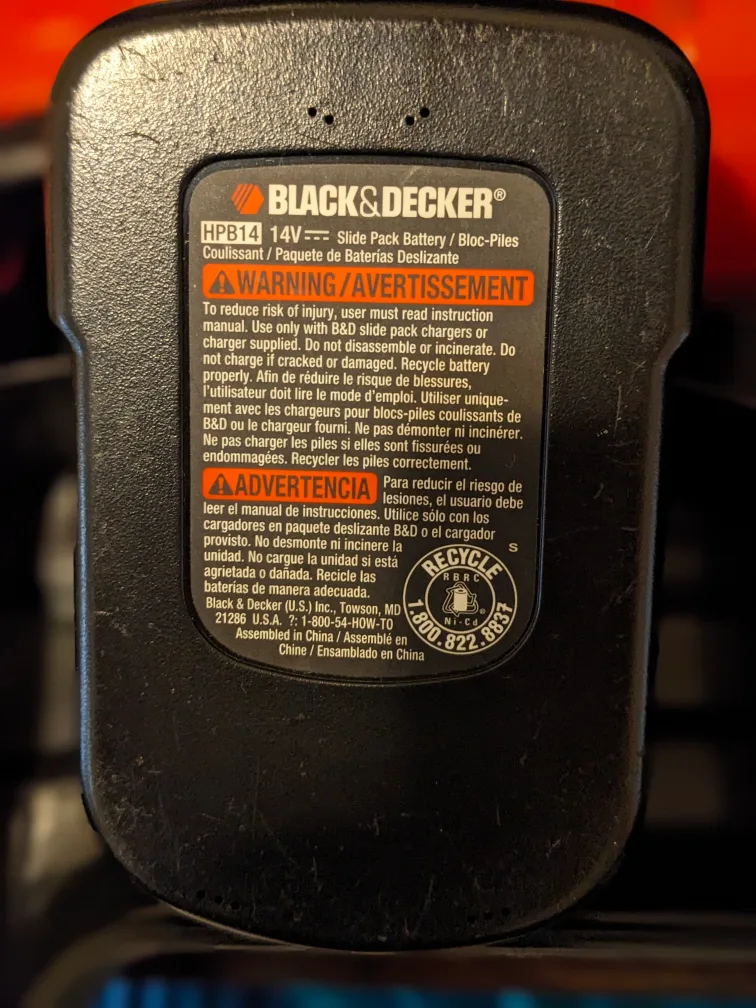 BLACK&DECKER®
HPB14 14V⎓ Slide Pack Battery / Bloc-Piles
Coulissant / Paquete de Baterías Deslizante
WARNING/AVERTISSEMENT
To reduce risk of injury, user must read instruction
manual. Use only with B&D slide pack chargers or
charger supplied. Do not disassemble or incinerate. Do
not charge if cracked or damaged. Recycle battery
properly. Afin de réduire le risque de blessures,
l'utilisateur doit lire le mode d'emploi. Utiliser unique-
ment avec les chargeurs pour blocs-piles coulissants de
B&D ou le chargeur fourni. Ne pas démonter ni incinérer.
Ne pas charger les piles si elles sont fissurées ou
endommagées. Recycler les piles correctement.
ADVERTENCIA Para reducir el riesgo de
lesiones, el usuario debe
leer el manual de instrucciones. Utilice sólo con los
cargadores en paquete deslizante B&D o el cargador
provisto. No desmonte ni incinere la
unidad. No cargue la unidad si está
agrietada o dañada. Recicle las
baterías de manera adecuada.
Black & Decker (U.S.) Inc., Towson, MD
21286 U.S.A. ?: 1-800-54-HOW-TO
Assembled in China / Assemblé en
Chine / Ensamblado en China
S
RECYCLE
RBRC
®
Ni-Cd
1.800.822.8837